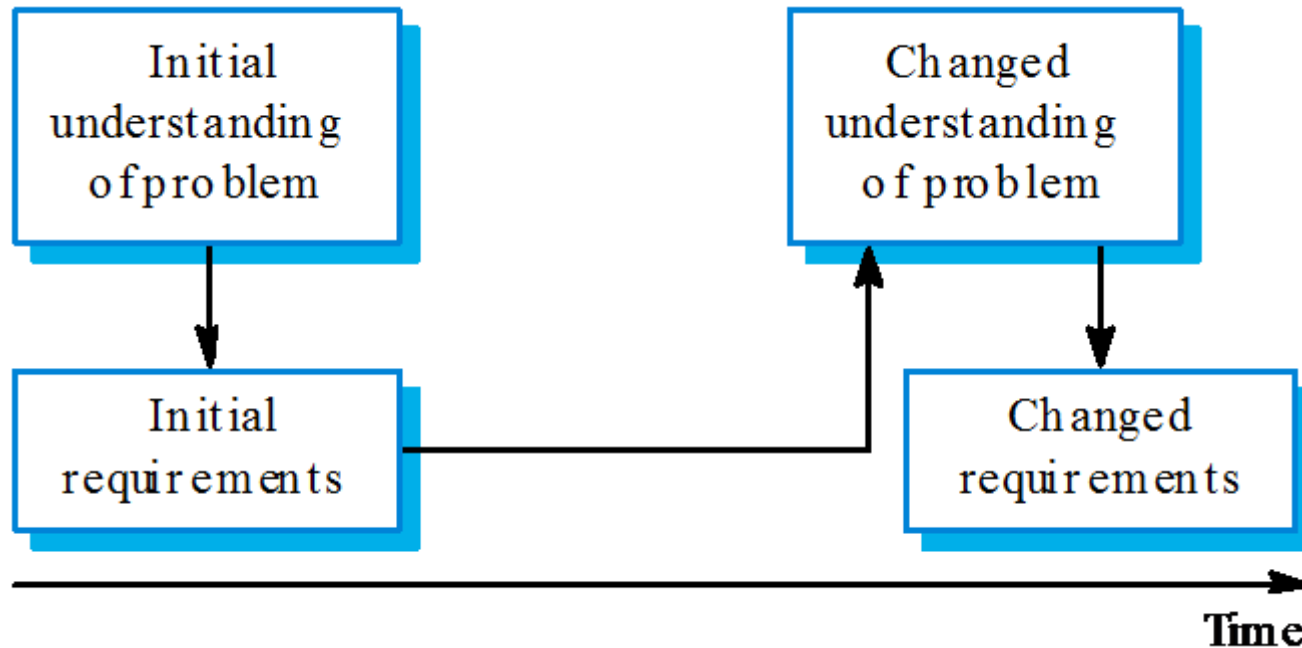 Initial
understanding
of problem
Changed
understanding
of problem
Initial
requirements
Changed
requirements
Time